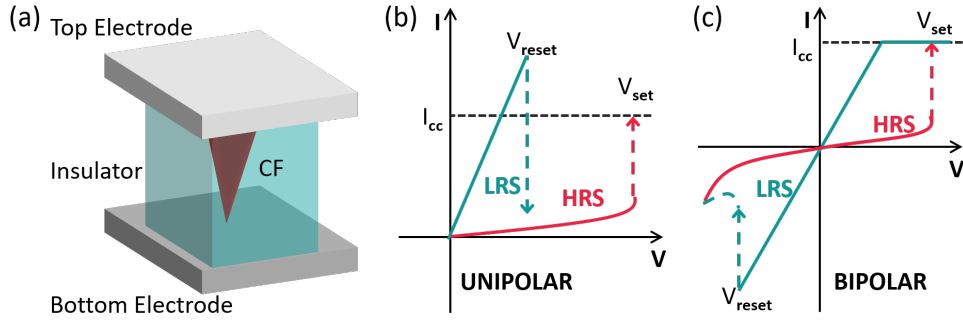 (a)
Top Electrode
Insulator
CF
Bottom Electrode
(b)
I
V_reset
V_set
I_cc
LRS
HRS
V
UNIPOLAR
(c)
I
V_set
I_cc
HRS
V
LRS
V_reset
BIPOLAR